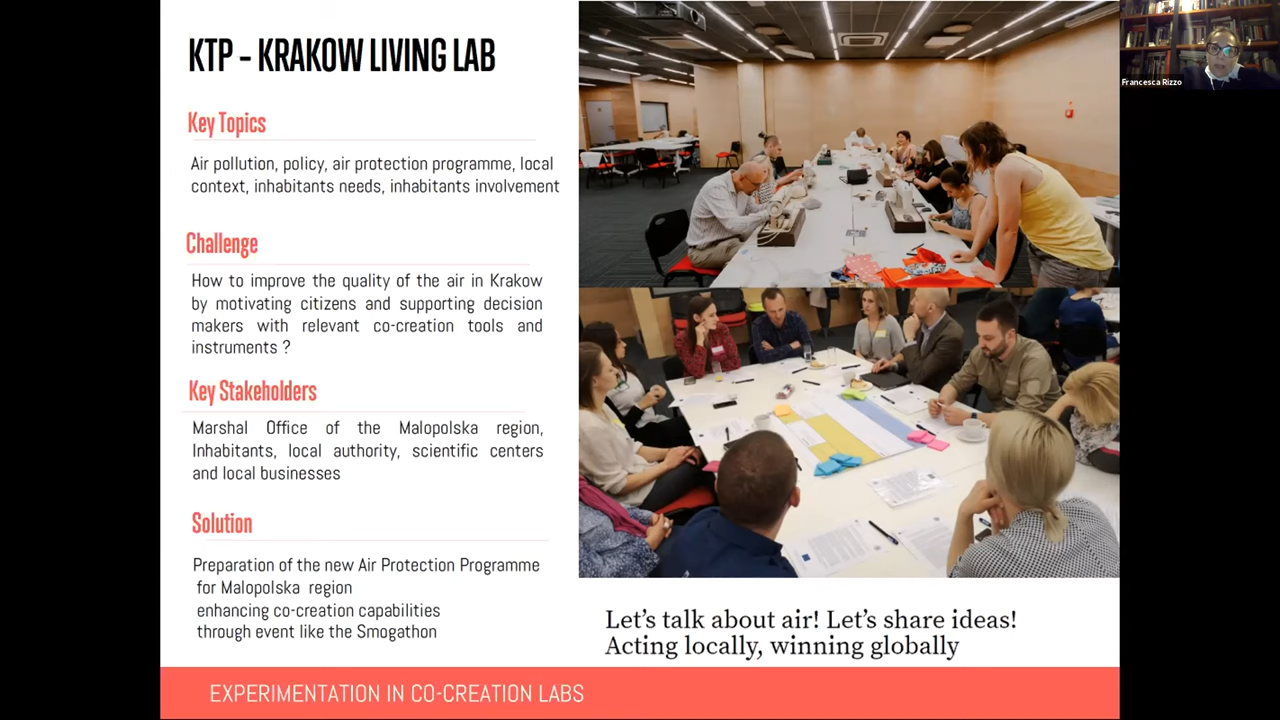 KTP - KRAKOW LIVING LAB
Key Topics
Air pollution, policy, air protection programme, local
context, inhabitants needs, inhabitants involvement
Challenge
How to improve the quality of the air in Krakow
by motivating citizens and supporting decision
makers with relevant co-creation tools and
instruments ?
Key Stakeholders
Marshal Office of the Malopolska region,
Inhabitants, local authority, scientific centers
and local businesses
Solution
Preparation of the new Air Protection Programme
for Malopolska region
enhancing co-creation capabilities
through event like the Smogathon
Let's talk about air! Let's share ideas!
Acting locally, winning globally
EXPERIMENTATION IN CO-CREATION LABS
Francesca Rizzo